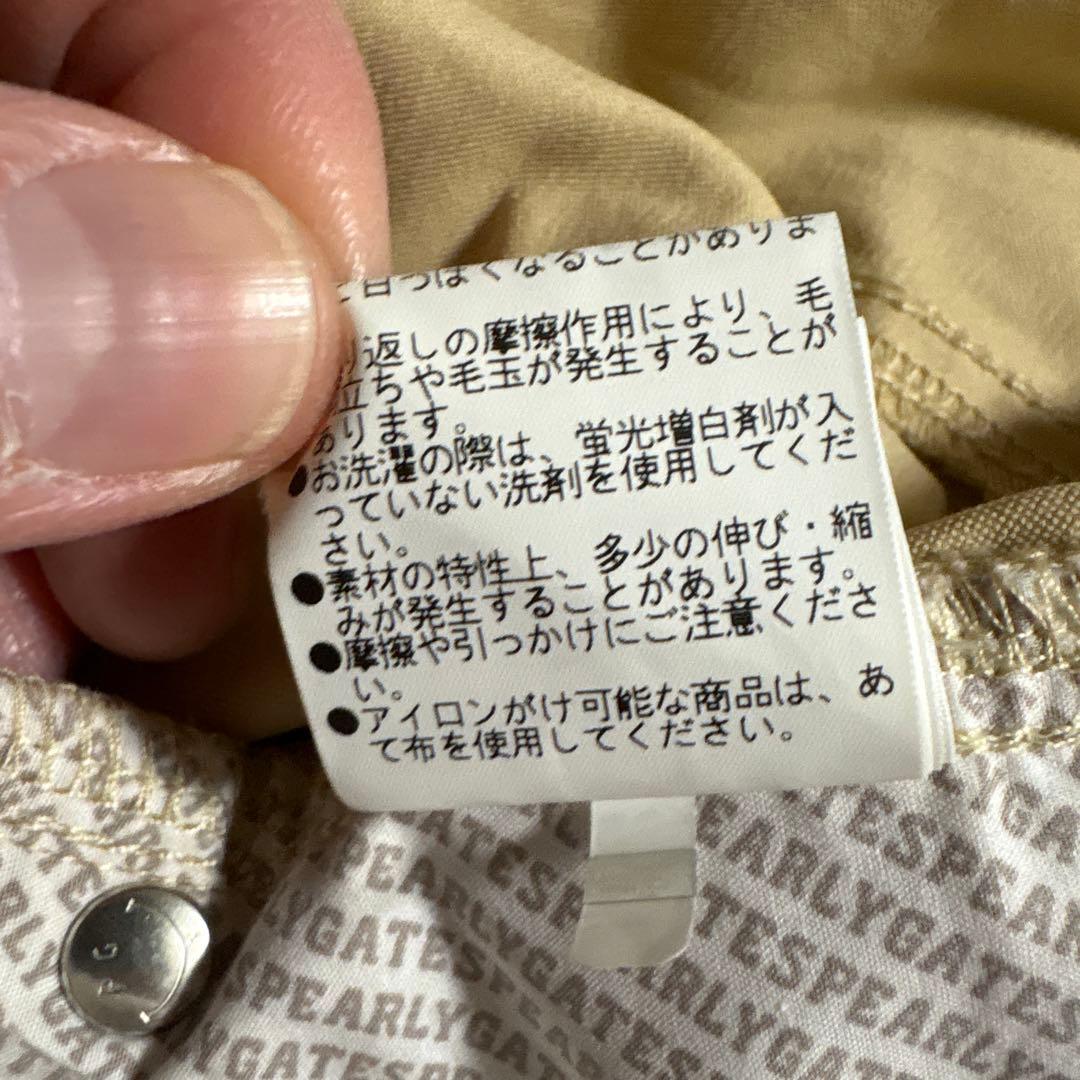 白っぽくなることがありま
返しの摩擦作用により、毛
立ちや毛玉が発生することが
あります。
●お洗濯の際は、蛍光増白剤が入
っていない洗剤を使用してくだ
さい。
●素材の特性上、多少の伸び・縮
みが発生することがあります。
●摩擦や引っかけにご注意くださ
い。
●アイロンがけ可能な商品は、あ
て布を使用してください。
PEARLYGATES
PEARLYGATES
SPEARLYGATES
PEARLYGATES
SPEARLYGATES
YGATESPEARLYGATES
P G